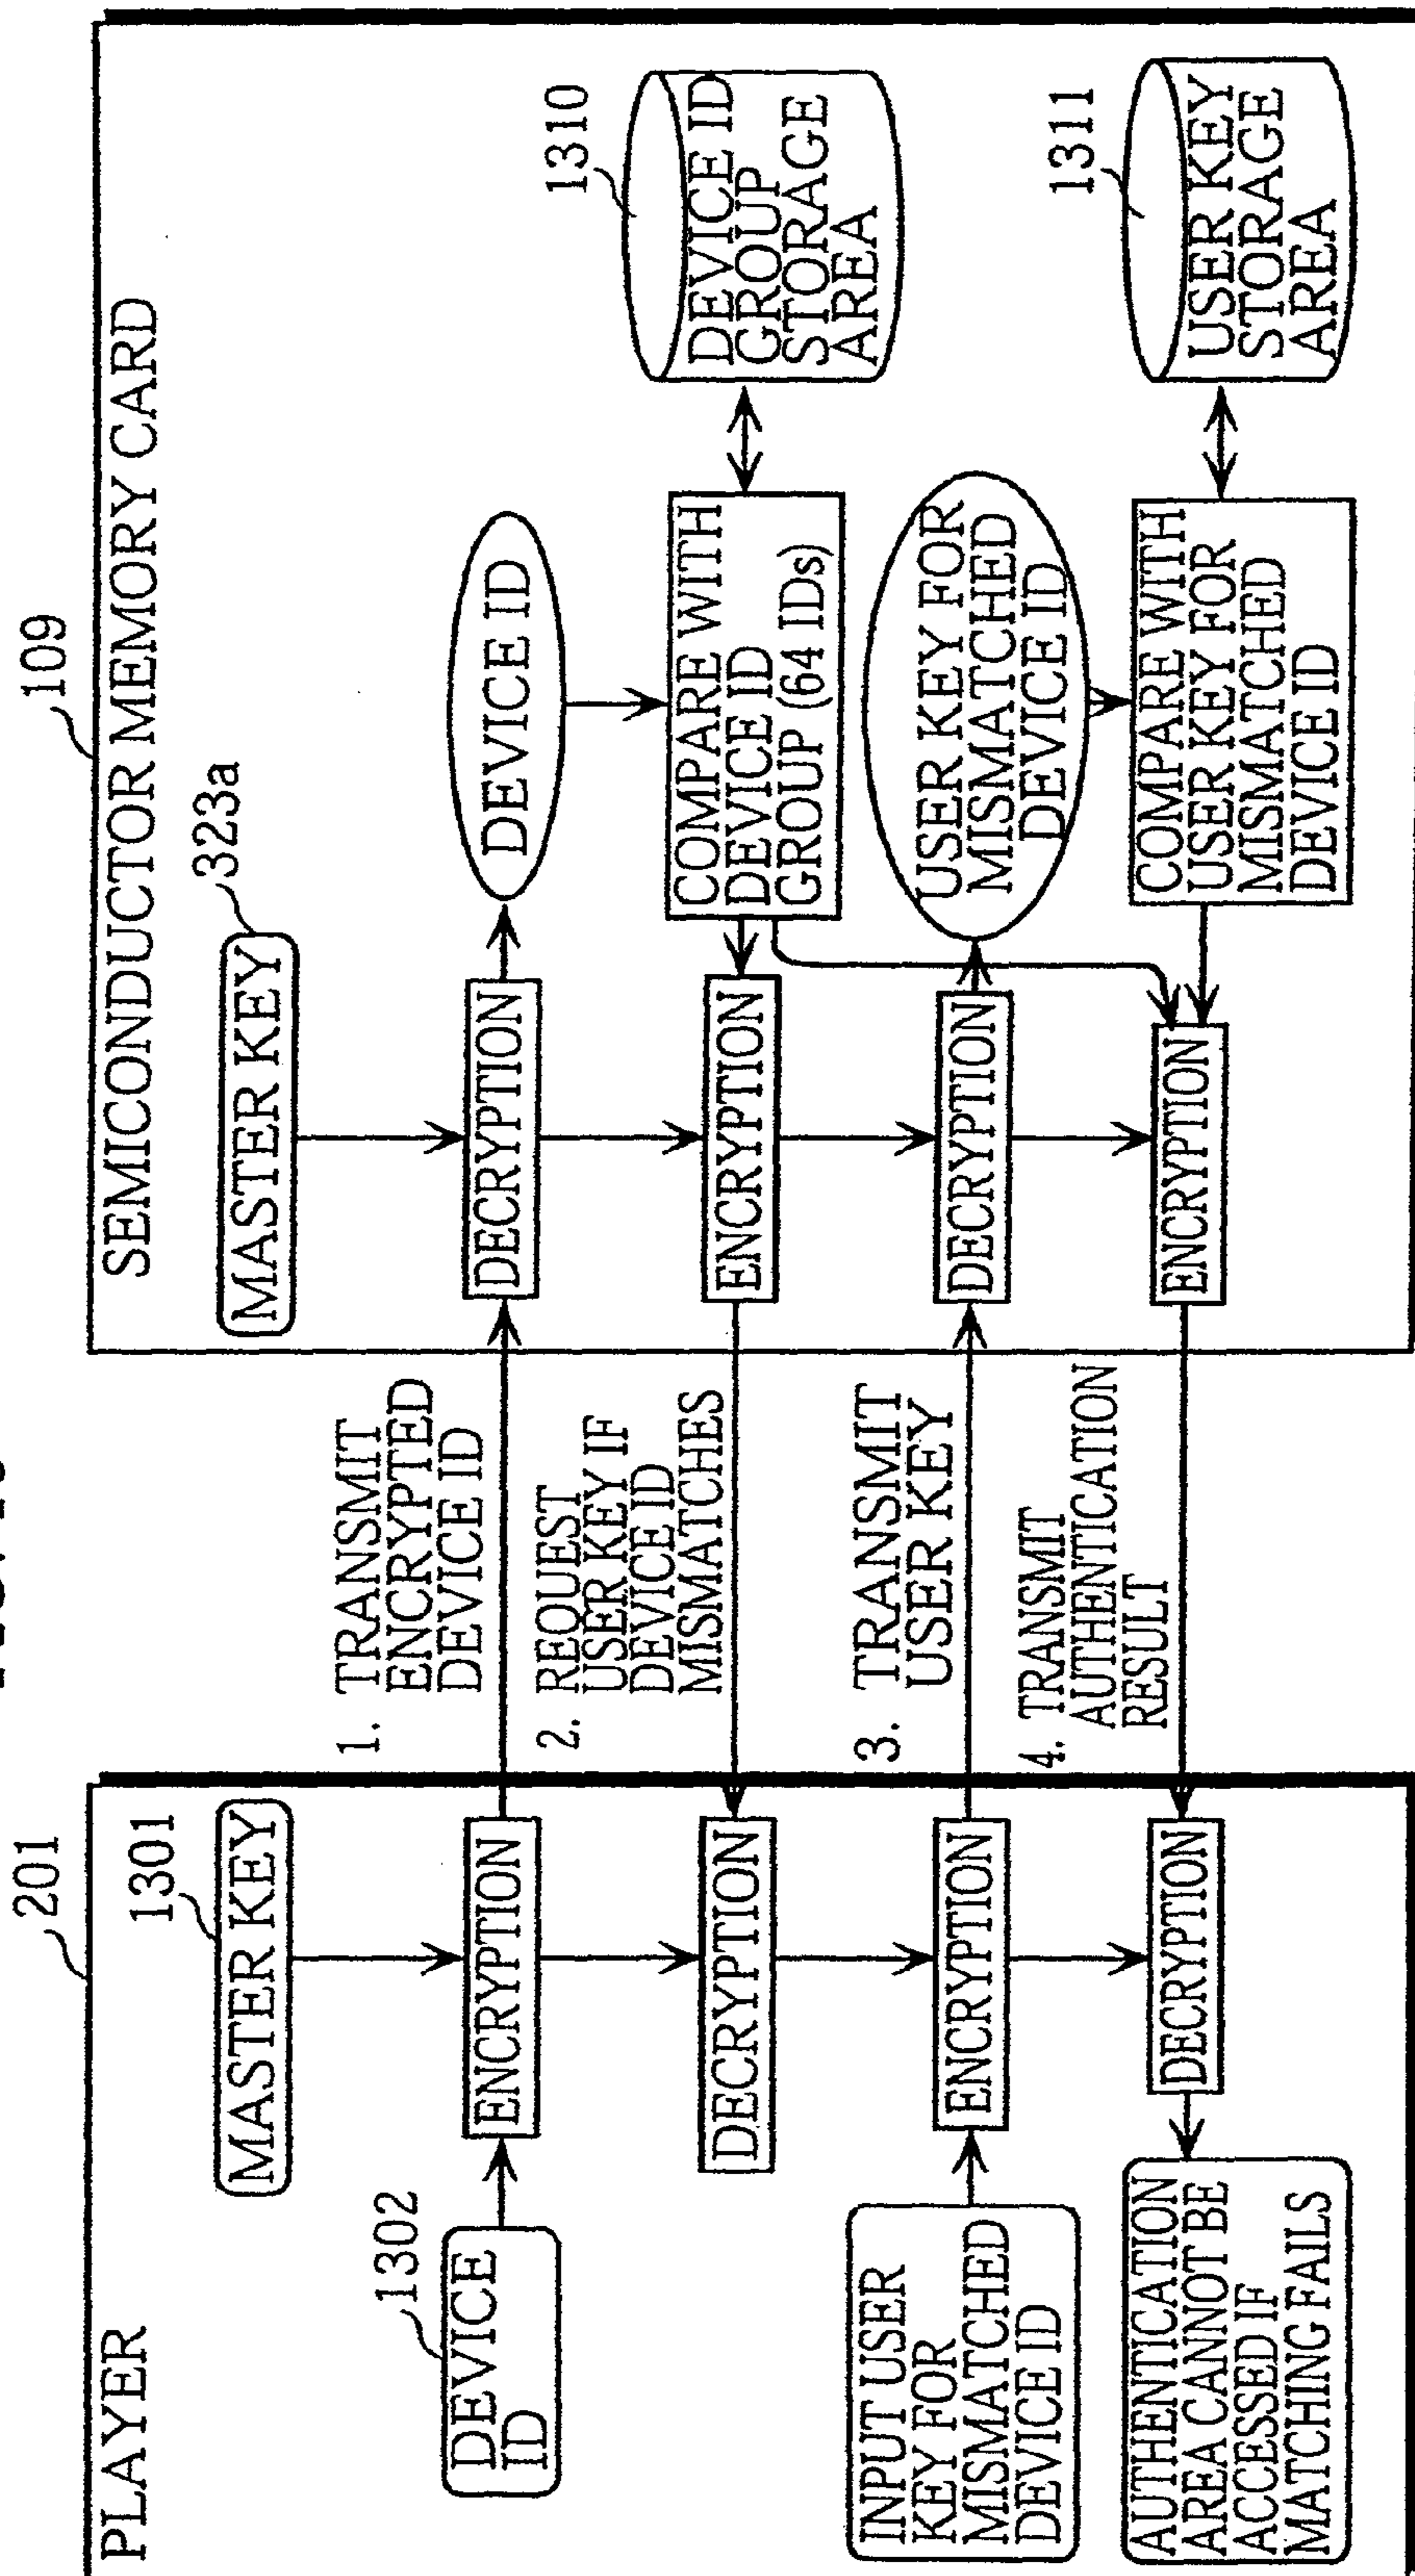 201
PLAYER
1301
MASTER KEY
1302
DEVICE
ID
ENCRYPTION
DECRYPTION
INPUT USER
KEY FOR
MISMATCHED
DEVICE ID
ENCRYPTION
AUTHENTICATION
AREA CANNOT BE
ACCESSED IF
MATCHING FAILS
DECRYPTION
1. TRANSMIT
ENCRYPTED
DEVICE ID
2. REQUEST
USER KEY IF
DEVICE ID
MISMATCHES
3. TRANSMIT
USER KEY
4. TRANSMIT
AUTHENTICATION
RESULT
109
SEMICONDUCTOR MEMORY CARD
323a
MASTER KEY
DECRYPTION
DEVICE ID
ENCRYPTION
COMPARE WITH
DEVICE ID
GROUP (64 IDs)
1310
DEVICE ID
GROUP
STORAGE
AREA
DECRYPTION
USER KEY FOR
MISMATCHED
DEVICE ID
ENCRYPTION
COMPARE WITH
USER KEY FOR
MISMATCHED
DEVICE ID
1311
USER KEY
STORAGE
AREA